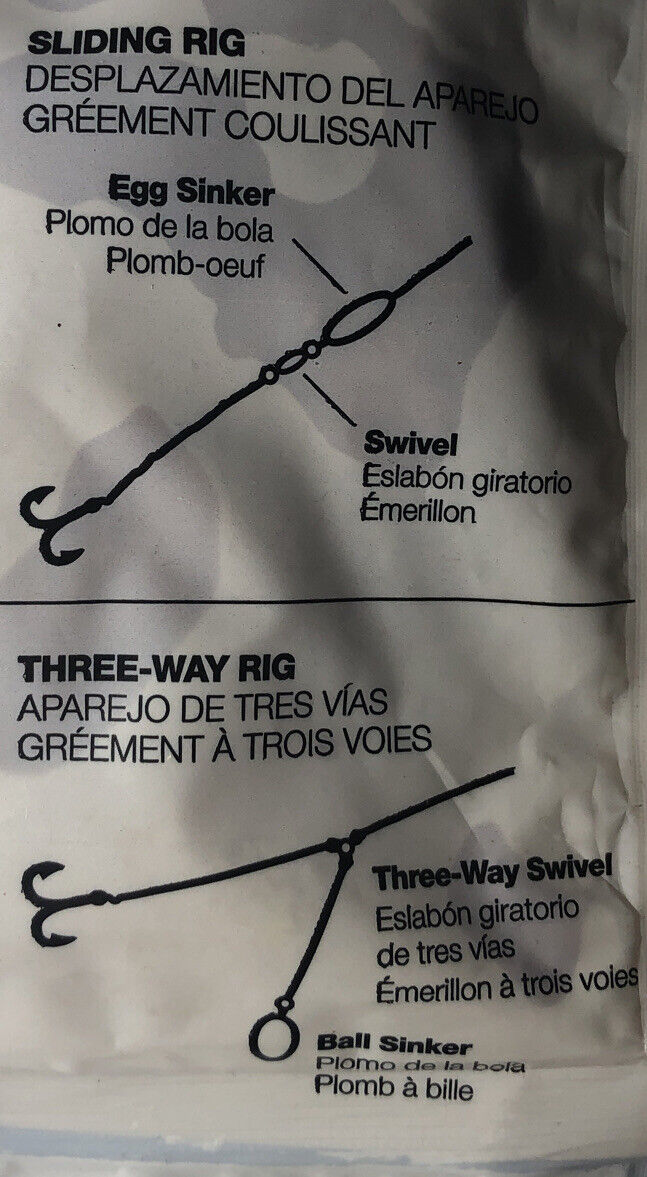 SLIDING RIG
DESPLAZAMIENTO DEL APAREJO
GRÉEMENT COULISSANT
Egg Sinker
Plomo de la bola
Plomb-oeuf
Swivel
Eslabón giratorio
Émerillon
THREE-WAY RIG
APAREJO DE TRES VÍAS
GRÉEMENT À TROIS VOIES
Three-Way Swivel
Eslabón giratorio
de tres vías
Émerillon à trois voies
Ball Sinker
Plomo de la bola
Plomb à bille